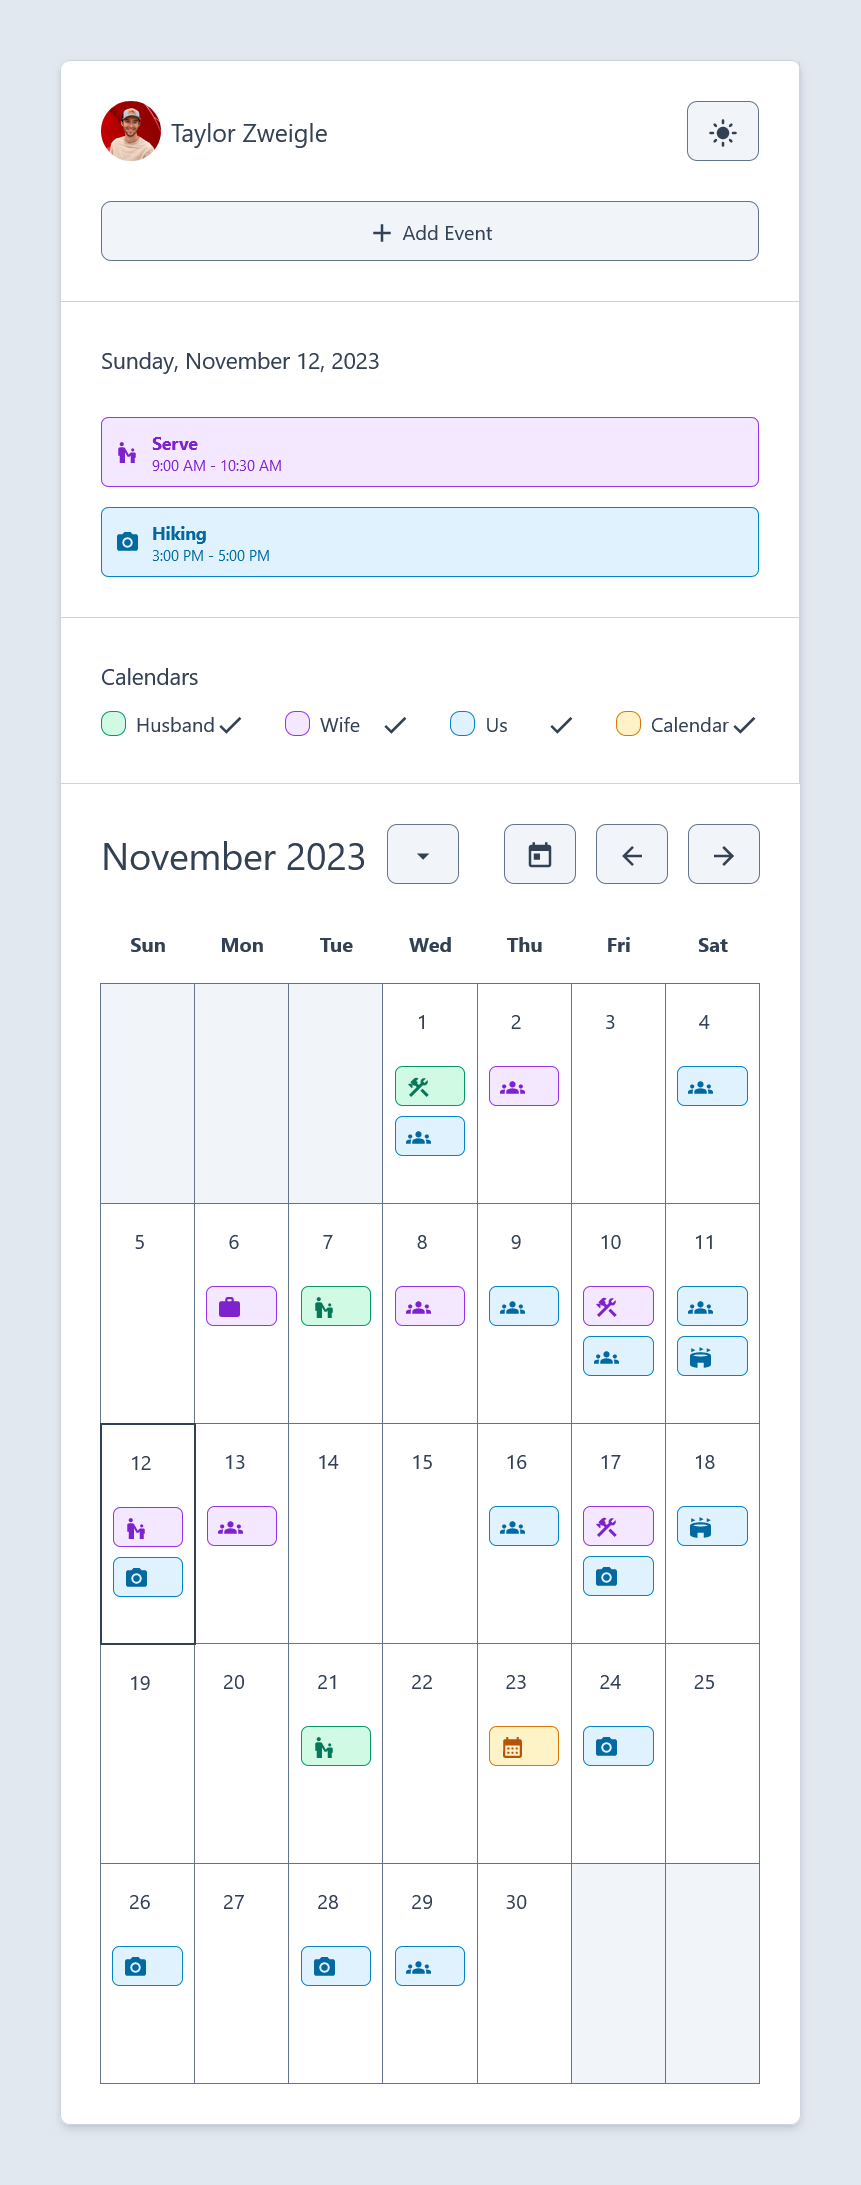 Taylor Zweigle
Add Event
Sunday, November 12, 2023
Serve
9:00 AM - 10:30 AM
Hiking
3:00 PM - 5:00 PM
Calendars
Husband Wife Us Calendar
November 2023
Sun Mon Tue Wed Thu Fri Sat
1 2 3 4
5 6 7 8 9 10 11
12 13 14 15 16 17 18
19 20 21 22 23 24 25
26 27 28 29 30